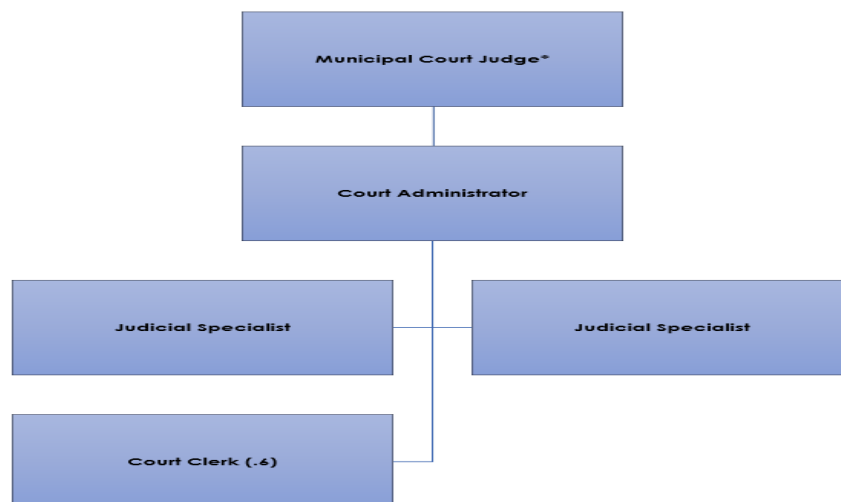 Municipal Court Judge*
Court Administrator
Judicial Specialist
Judicial Specialist
Court Clerk (.6)